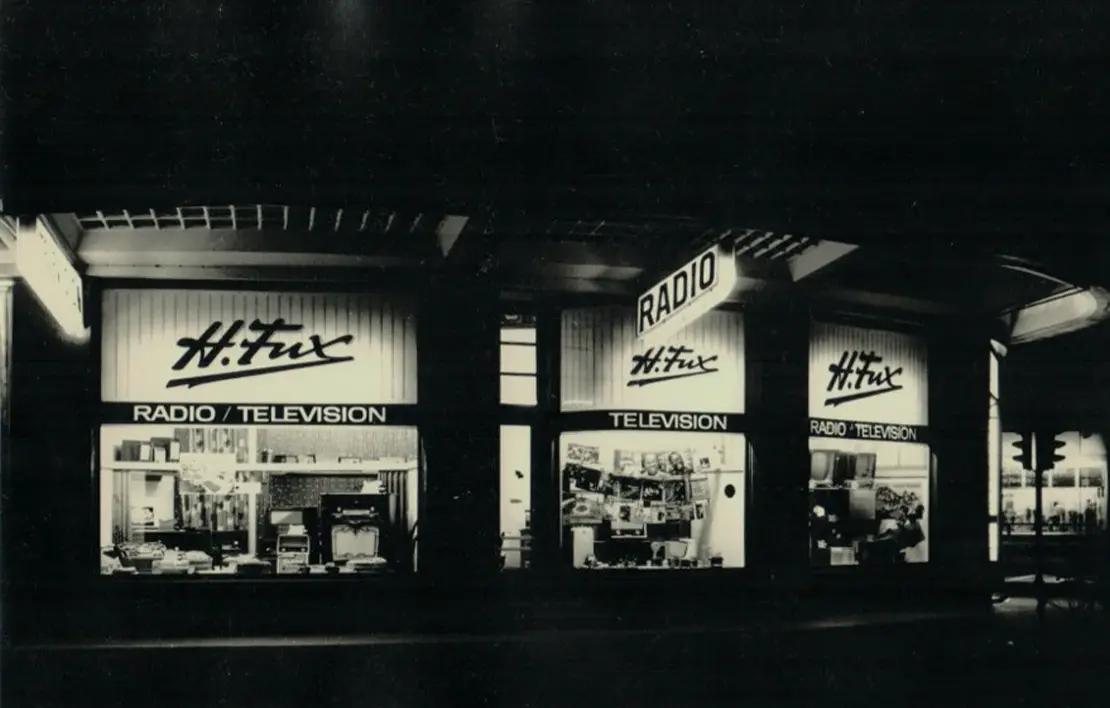 H. Fux
RADIO / TELEVISION
RADIO
H. Fux
TELEVISION
H. Fux
RADIO TELEVISION